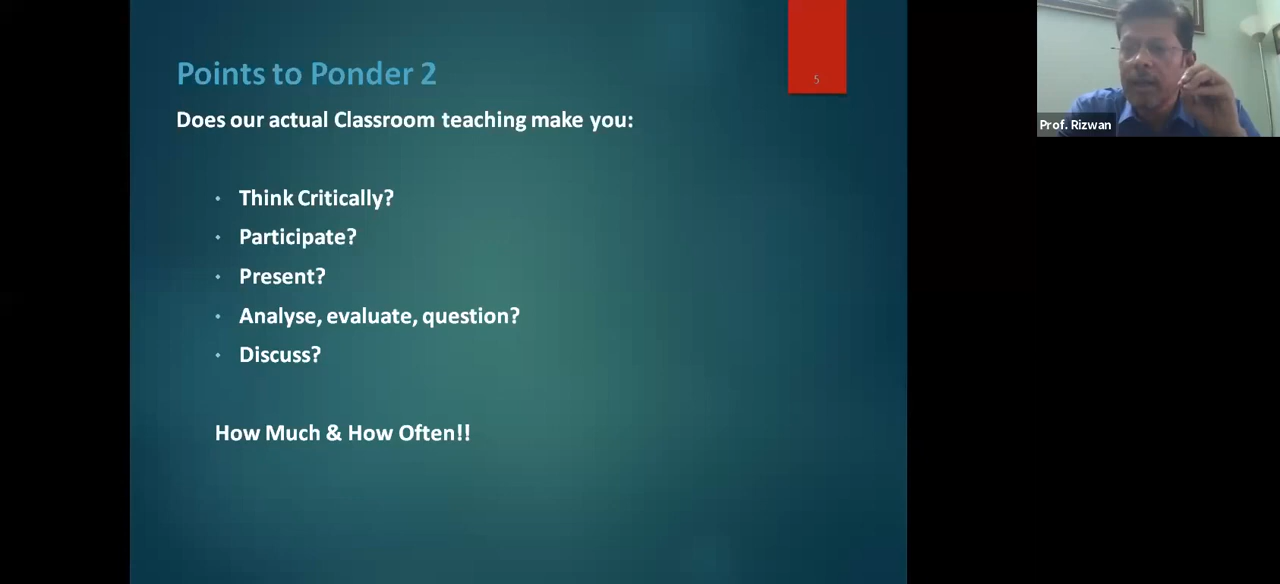 Points to Ponder 2
5
Does our actual Classroom teaching make you:
Think Critically?
Participate?
Present?
Analyse, evaluate, question?
Discuss?
How Much & How Often!!
Prof. Rizwan